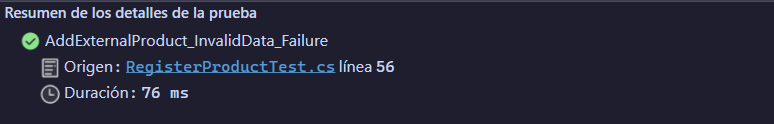 Resumen de los detalles de la prueba
AddExternalProduct_InvalidData_Failure
Origen: RegisterProductTest.cs línea 56
Duración: 76 ms